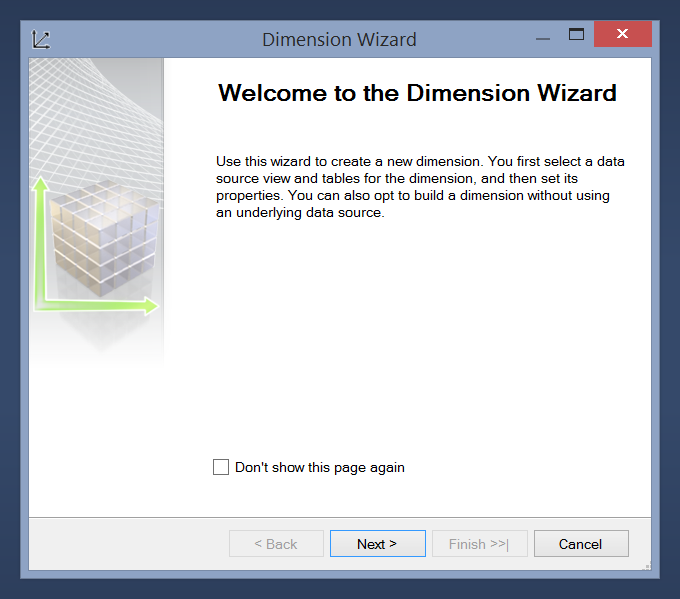 Dimension Wizard
Welcome to the Dimension Wizard
Use this wizard to create a new dimension. You first select a data
source view and tables for the dimension, and then set its
properties. You can also opt to build a dimension without using
an underlying data source.
Don't show this page again
< Back
Next >
Finish >>|
Cancel